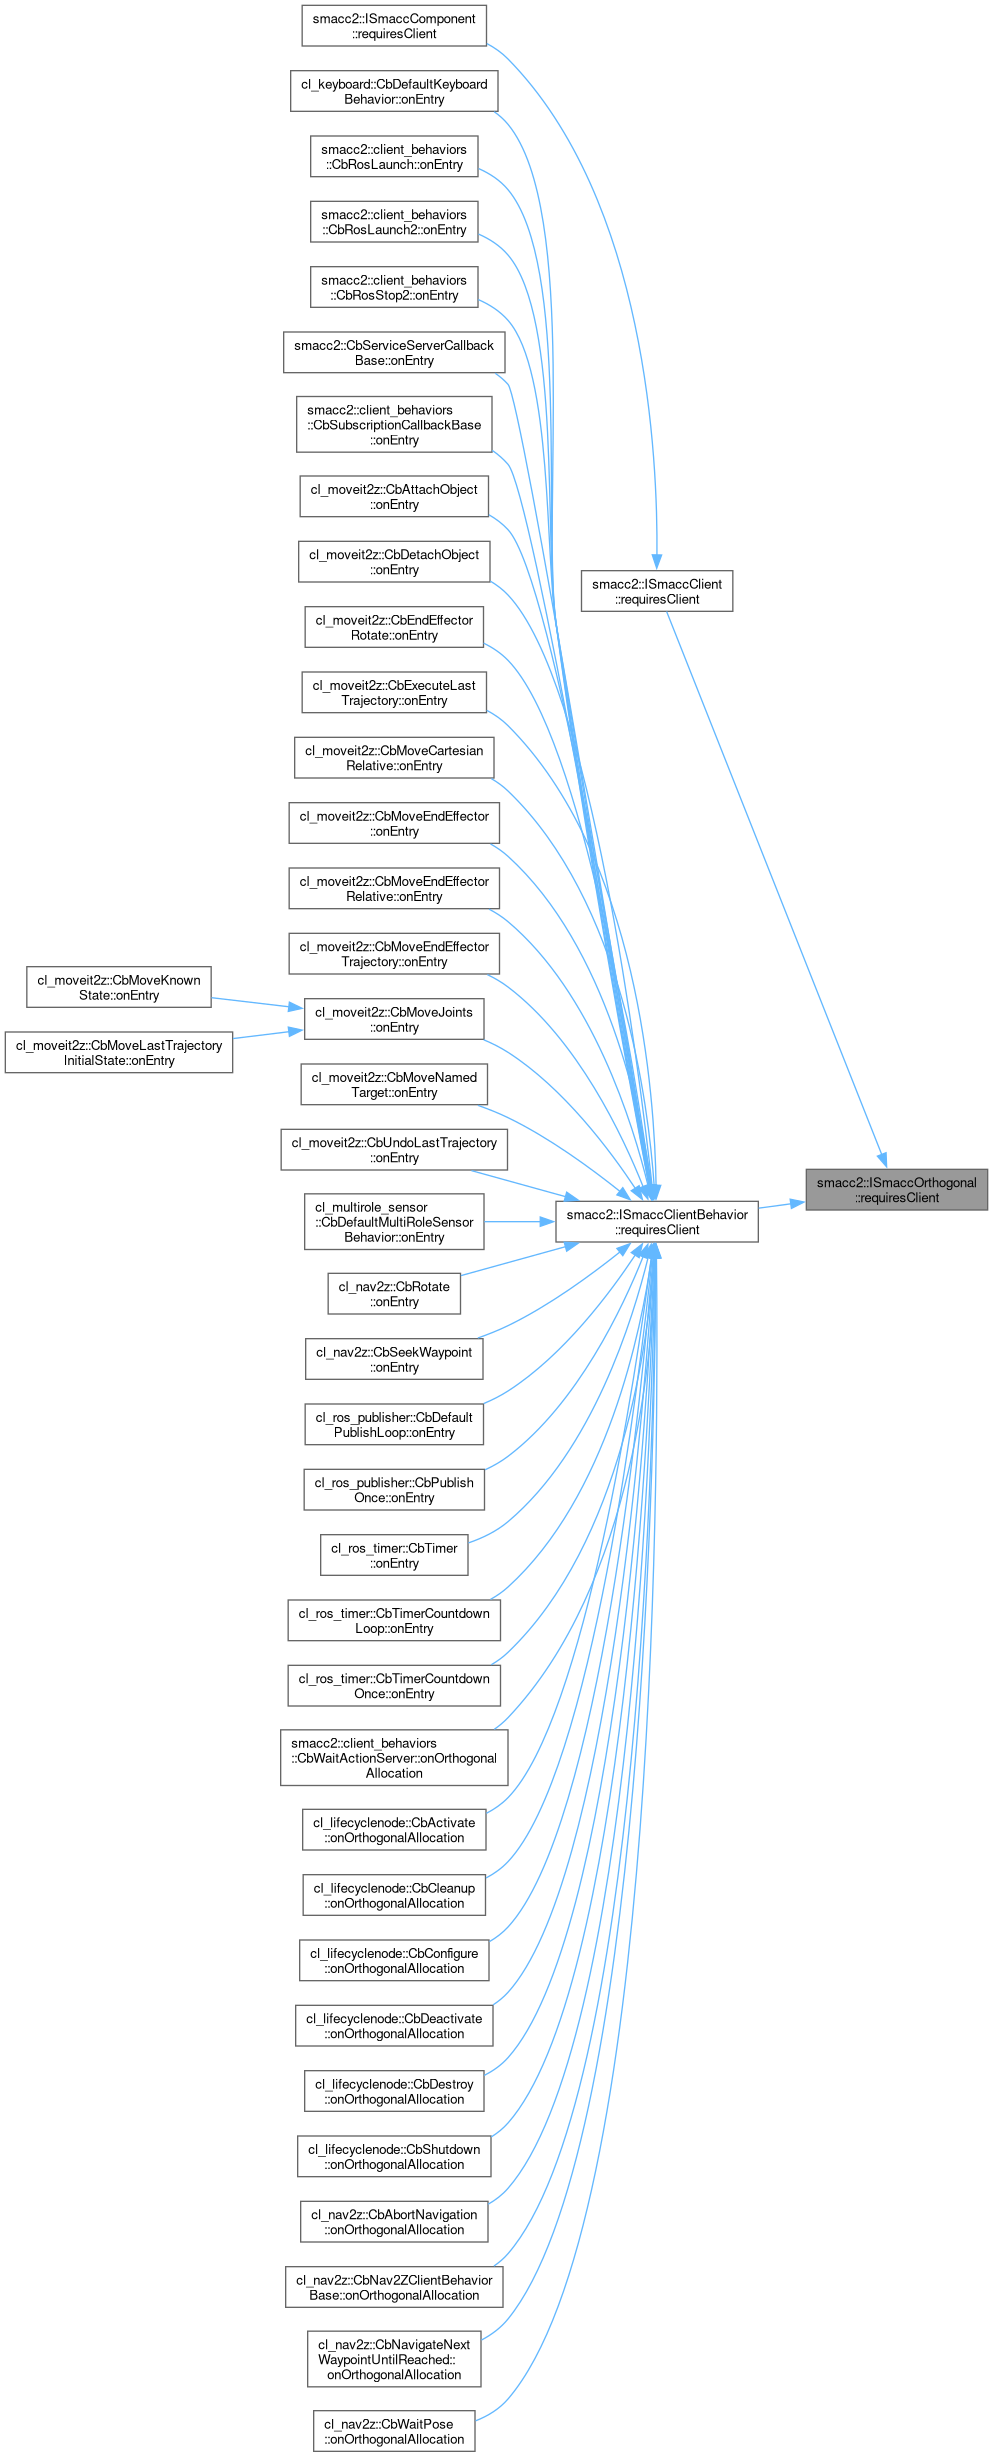 smacc2::ISmaccComponent
::requiresClient
cl_keyboard::CbDefaultKeyboard
Behavior::onEntry
smacc2::client_behaviors
::CbRosLaunch::onEntry
smacc2::client_behaviors
::CbRosLaunch2::onEntry
smacc2::client_behaviors
::CbRosStop2::onEntry
smacc2::CbServiceServerCallback
Base::onEntry
smacc2::client_behaviors
::CbSubscriptionCallbackBase
::onEntry
cl_moveit2z::CbAttachObject
::onEntry
cl_moveit2z::CbDetachObject
::onEntry
smacc2::ISmaccClient
::requiresClient
cl_moveit2z::CbEndEffector
Rotate::onEntry
cl_moveit2z::CbExecuteLast
Trajectory::onEntry
cl_moveit2z::CbMoveCartesian
Relative::onEntry
cl_moveit2z::CbMoveEndEffector
::onEntry
cl_moveit2z::CbMoveEndEffector
Relative::onEntry
cl_moveit2z::CbMoveEndEffector
Trajectory::onEntry
cl_moveit2z::CbMoveKnown
State::onEntry
cl_moveit2z::CbMoveJoints
::onEntry
cl_moveit2z::CbMoveLastTrajectory
InitialState::onEntry
cl_moveit2z::CbMoveNamed
Target::onEntry
cl_moveit2z::CbUndoLastTrajectory
::onEntry
smacc2::ISmaccOrthogonal
::requiresClient
cl_multirole_sensor
::CbDefaultMultiRoleSensor
Behavior::onEntry
smacc2::ISmaccClientBehavior
::requiresClient
cl_nav2z::CbRotate
::onEntry
cl_nav2z::CbSeekWaypoint
::onEntry
cl_ros_publisher::CbDefault
PublishLoop::onEntry
cl_ros_publisher::CbPublish
Once::onEntry
cl_ros_timer::CbTimer
::onEntry
cl_ros_timer::CbTimerCountdown
Loop::onEntry
cl_ros_timer::CbTimerCountdown
Once::onEntry
smacc2::client_behaviors
::CbWaitActionServer::onOrthogonal
Allocation
cl_lifecyclenode::CbActivate
::onOrthogonalAllocation
cl_lifecyclenode::CbCleanup
::onOrthogonalAllocation
cl_lifecyclenode::CbConfigure
::onOrthogonalAllocation
cl_lifecyclenode::CbDeactivate
::onOrthogonalAllocation
cl_lifecyclenode::CbDestroy
::onOrthogonalAllocation
cl_lifecyclenode::CbShutdown
::onOrthogonalAllocation
cl_nav2z::CbAbortNavigation
::onOrthogonalAllocation
cl_nav2z::CbNav2ZClientBehavior
Base::onOrthogonalAllocation
cl_nav2z::CbNavigateNext
WaypointUntilReached::
onOrthogonalAllocation
cl_nav2z::CbWaitPose
::onOrthogonalAllocation